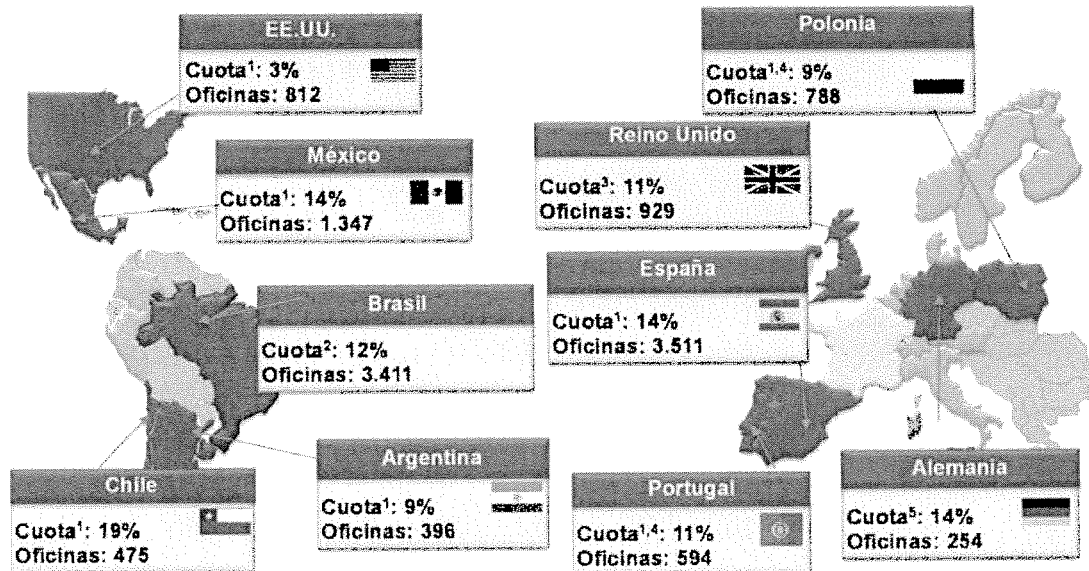 EE.UU.
Cuota¹: 3%
Oficinas: 812
Polonia
Cuota¹,⁴: 9%
Oficinas: 788
México
Cuota¹: 14%
Oficinas: 1.347
Reino Unido
Cuota³: 11%
Oficinas: 929
Brasil
Cuota²: 12%
Oficinas: 3.411
España
Cuota¹: 14%
Oficinas: 3.511
Chile
Cuota¹: 19%
Oficinas: 475
Argentina
Cuota¹: 9%
Oficinas: 396
Portugal
Cuota¹,⁴: 11%
Oficinas: 594
Alemania
Cuota⁵: 14%
Oficinas: 254